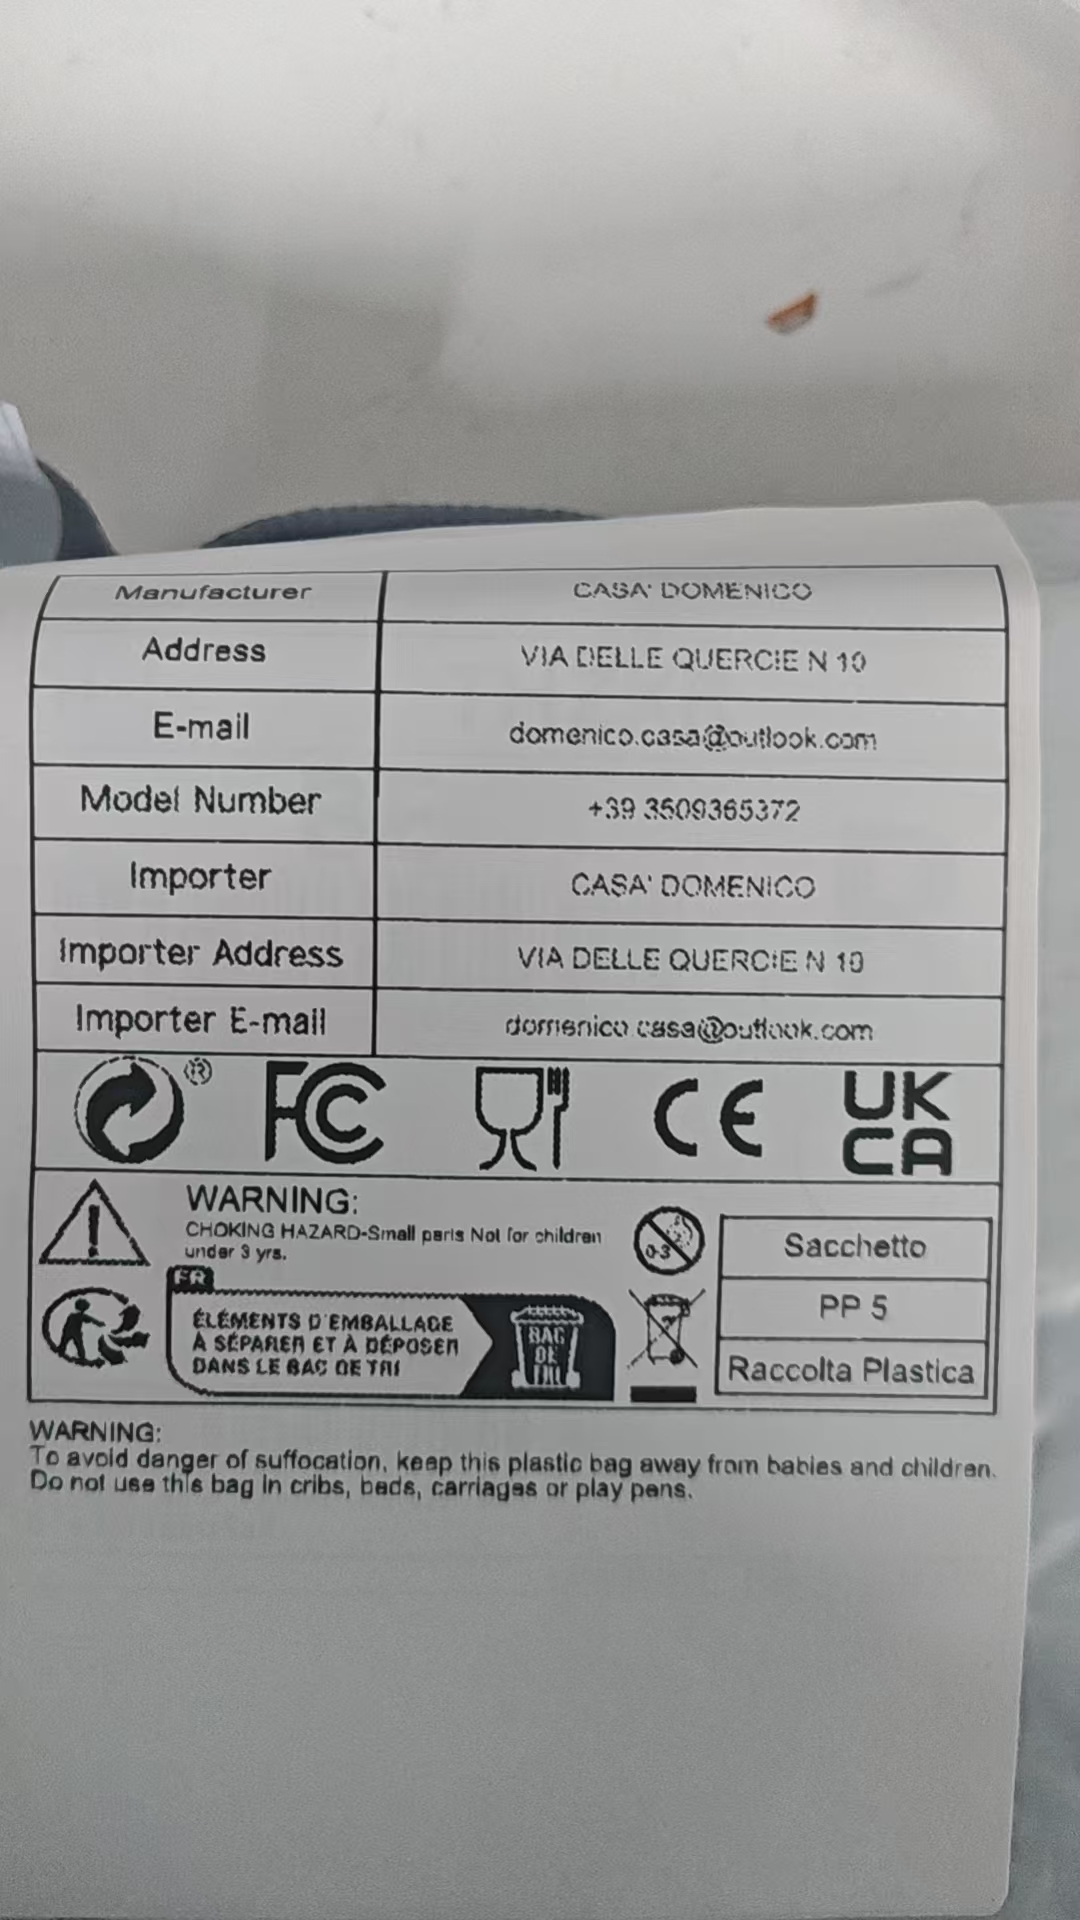 Manufacturer CASA' DOMENICO
Address VIA DELLE QUERCIE N 10
E-mail domenico.casa@outlook.com
Model Number +39 3509365372
Importer CASA' DOMENICO
Importer Address VIA DELLE QUERCIE N 10
Importer E-mail domenico.casa@outlook.com
® FC CE UK
CA
WARNING:
CHOKING HAZARD-Small parts Not for children
under 3 yrs.
0-3
FR
ÉLÉMENTS D'EMBALLAGE
À SÉPARER ET À DÉPOSER
DANS LE BAC DE TRI
BAC
DE
TRI
Sacchetto
PP 5
Raccolta Plastica
WARNING:
To avoid danger of suffocation, keep this plastic bag away from babies and children.
Do not use this bag in cribs, beds, carriages or play pens.